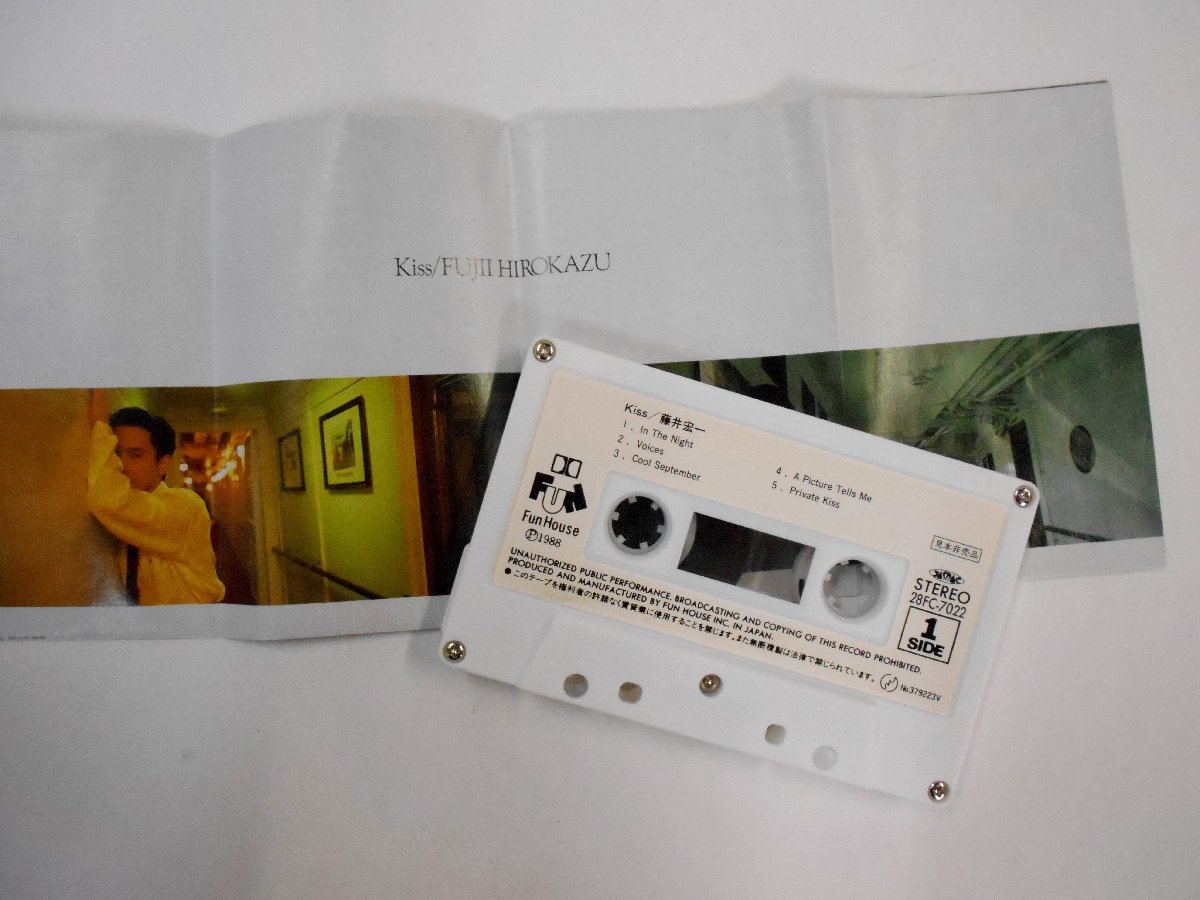 Kiss/FUJII HIROKAZU
Kiss/藤井宏一
1. In The Night
2. Voices
3. Cool September
4. A Picture Tells Me
5. Private Kiss
FUN
Fun House
Ⓟ1988
見本非売品
STEREO
28FC-7022
1
SIDE
UNAUTHORIZED PUBLIC PERFORMANCE. BROADCASTING AND COPYING OF THIS RECORD PROHIBITED.
PRODUCED AND MANUFACTURED BY FUN HOUSE INC. IN JAPAN.
●このテープを権利者の許諾なく賃貸業に使用することを禁じます。また無断複製は法律で禁じられています。
No.379223V